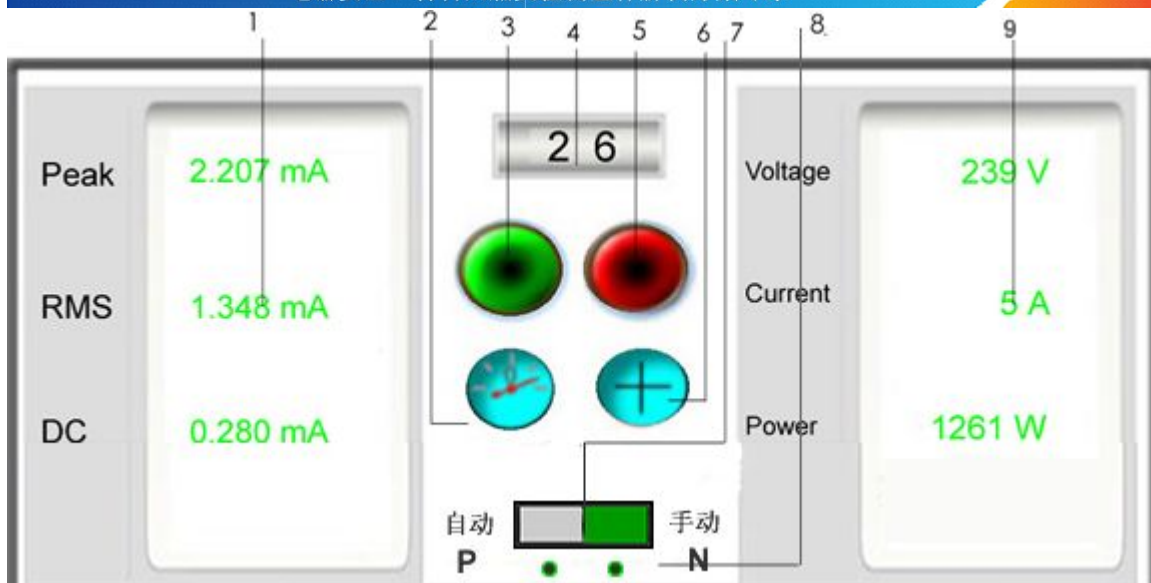 1 2 3 4 5 6 7 8 9
2 6
Peak 2.207 mA
Voltage 239 V
RMS 1.348 mA
Current 5 A
DC 0.280 mA
Power 1261 W
自动 手动
P N